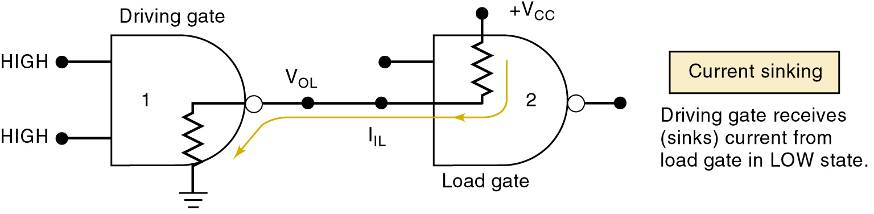 Driving gate
+VCC
HIGH
1
VOL
2
Current sinking
HIGH
IIL
Driving gate receives
(sinks) current from
load gate in LOW state.
Load gate